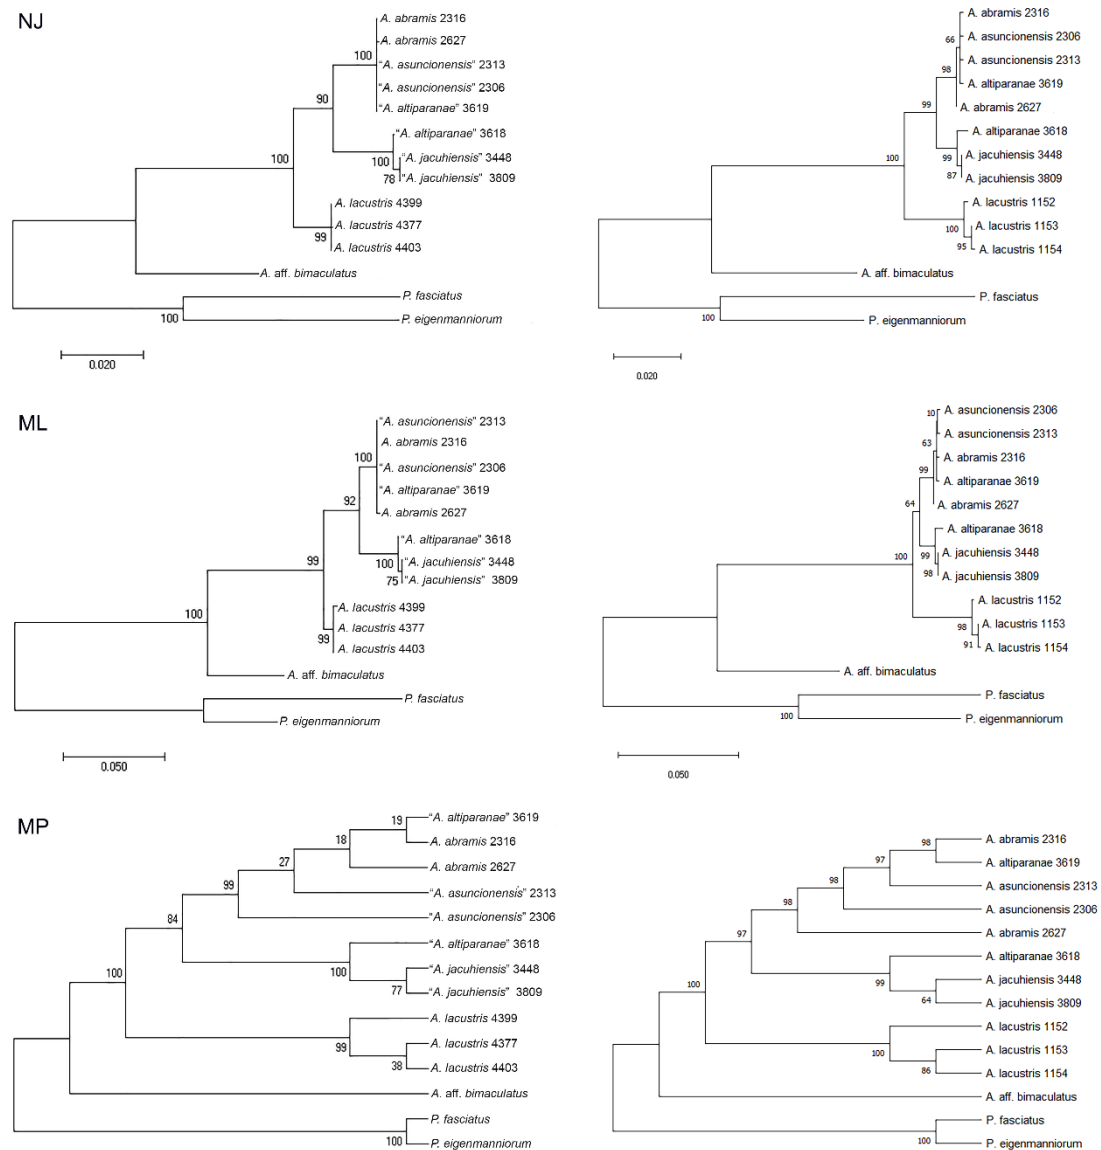 NJ
A. abramis 2316
A. abramis 2627
"A. asuncionensis" 2313
"A. asuncionensis" 2306
"A. altiparanae" 3619
"A. altiparanae" 3618
"A. jacuhiensis" 3448
"A. jacuhiensis" 3809
A. lacustris 4399
A. lacustris 4377
A. lacustris 4403
A. aff. bimaculatus
P. fasciatus
P. eigenmanniorum
100
90
100
100
78
99
100
0.020
A. abramis 2316
A. asuncionensis 2306
A. asuncionensis 2313
A. altiparanae 3619
A. abramis 2627
A. altiparanae 3618
A. jacuhiensis 3448
A. jacuhiensis 3809
A. lacustris 1152
A. lacustris 1153
A. lacustris 1154
A. aff. bimaculatus
P. fasciatus
P. eigenmanniorum
66
98
99
99
87
100
100
95
100
0.020
ML
"A. asuncionensis" 2313
A. abramis 2316
"A. asuncionensis" 2306
"A. altiparanae" 3619
A. abramis 2627
"A. altiparanae" 3618
"A. jacuhiensis" 3448
"A. jacuhiensis" 3809
A. lacustris 4399
A. lacustris 4377
A. lacustris 4403
A. aff. bimaculatus
P. fasciatus
P. eigenmanniorum
100
92
99
100
75
100
99
0.050
A. asuncionensis 2306
A. asuncionensis 2313
A. abramis 2316
A. altiparanae 3619
A. abramis 2627
A. altiparanae 3618
A. jacuhiensis 3448
A. jacuhiensis 3809
A. lacustris 1152
A. lacustris 1153
A. lacustris 1154
A. aff. bimaculatus
P. fasciatus
P. eigenmanniorum
10
63
99
64
100
99
98
98
91
100
0.050
MP
"A. altiparanae" 3619
A. abramis 2316
A. abramis 2627
"A. asuncionensis" 2313
"A. asuncionensis" 2306
"A. altiparanae" 3618
"A. jacuhiensis" 3448
"A. jacuhiensis" 3809
A. lacustris 4399
A. lacustris 4377
A. lacustris 4403
A. aff. bimaculatus
P. fasciatus
P. eigenmanniorum
19
18
27
99
84
100
100
77
99
38
100
A. abramis 2316
A. altiparanae 3619
A. asuncionensis 2313
A. asuncionensis 2306
A. abramis 2627
A. altiparanae 3618
A. jacuhiensis 3448
A. jacuhiensis 3809
A. lacustris 1152
A. lacustris 1153
A. lacustris 1154
A. aff. bimaculatus
P. fasciatus
P. eigenmanniorum
98
97
98
98
97
100
99
64
100
86
100